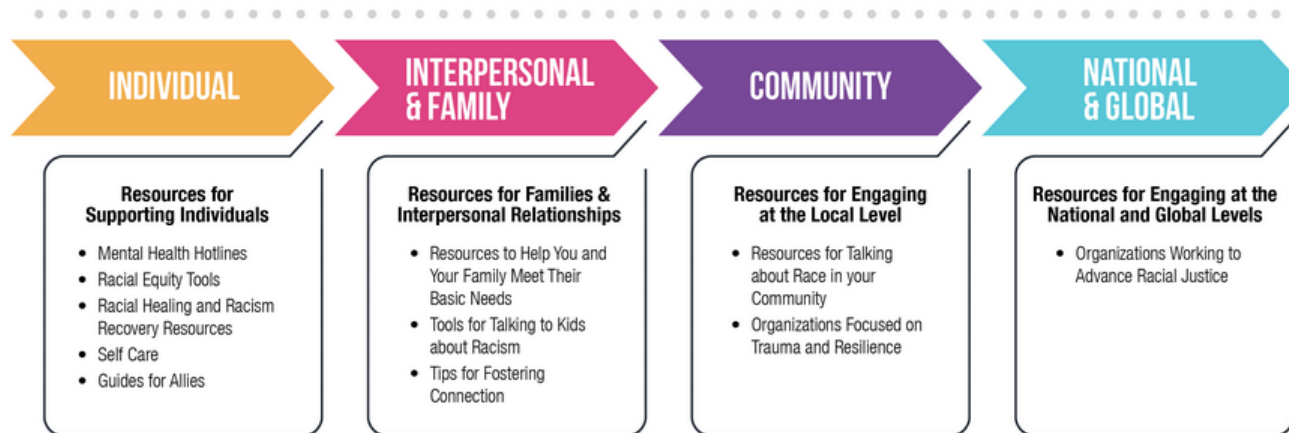 INDIVIDUAL
Resources for
Supporting Individuals
• Mental Health Hotlines
• Racial Equity Tools
• Racial Healing and Racism
Recovery Resources
• Self Care
• Guides for Allies
INTERPERSONAL
& FAMILY
Resources for Families &
Interpersonal Relationships
• Resources to Help You and
Your Family Meet Their
Basic Needs
• Tools for Talking to Kids
about Racism
• Tips for Fostering
Connection
COMMUNITY
Resources for Engaging
at the Local Level
• Resources for Talking
about Race in your
Community
• Organizations Focused on
Trauma and Resilience
NATIONAL
& GLOBAL
Resources for Engaging at the
National and Global Levels
• Organizations Working to
Advance Racial Justice